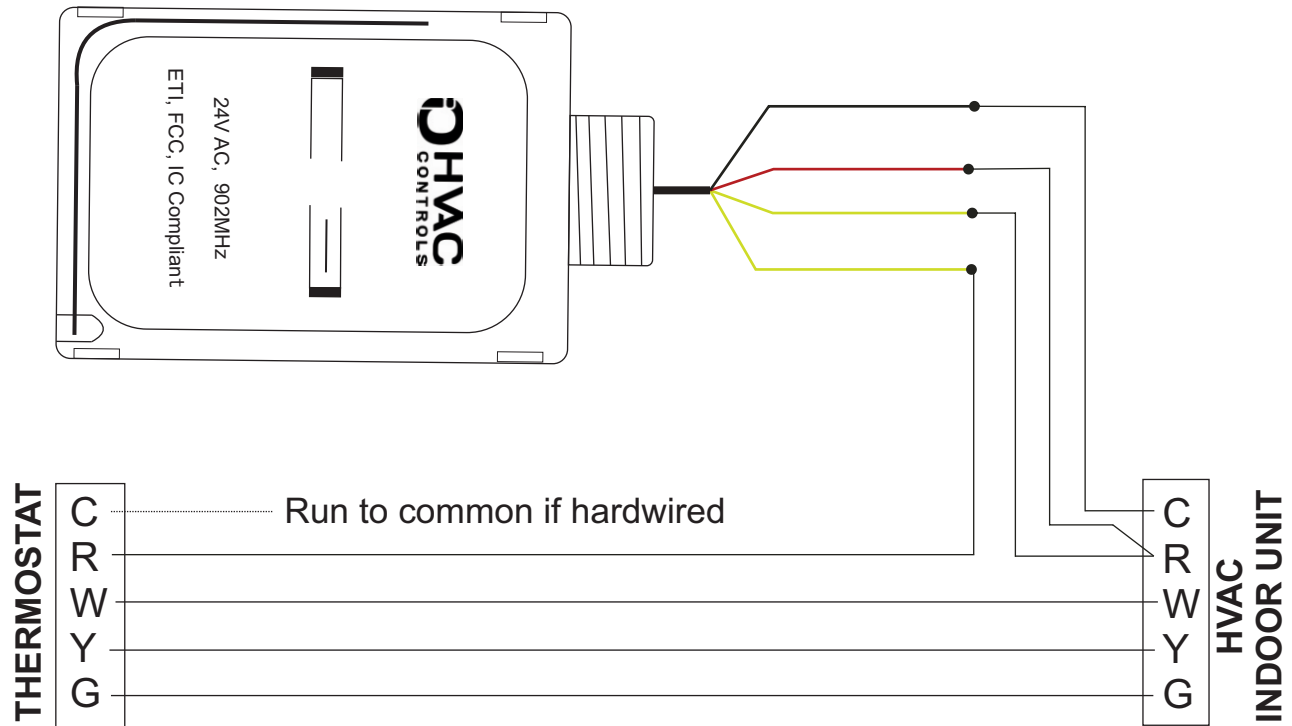 24V AC, 902MHz
ETI, FCC, IC Compliant
HVAC
CONTROLS
THERMOSTAT
C
R
W
Y
G
Run to common if hardwired
C
R
W
Y
G
HVAC
INDOOR UNIT